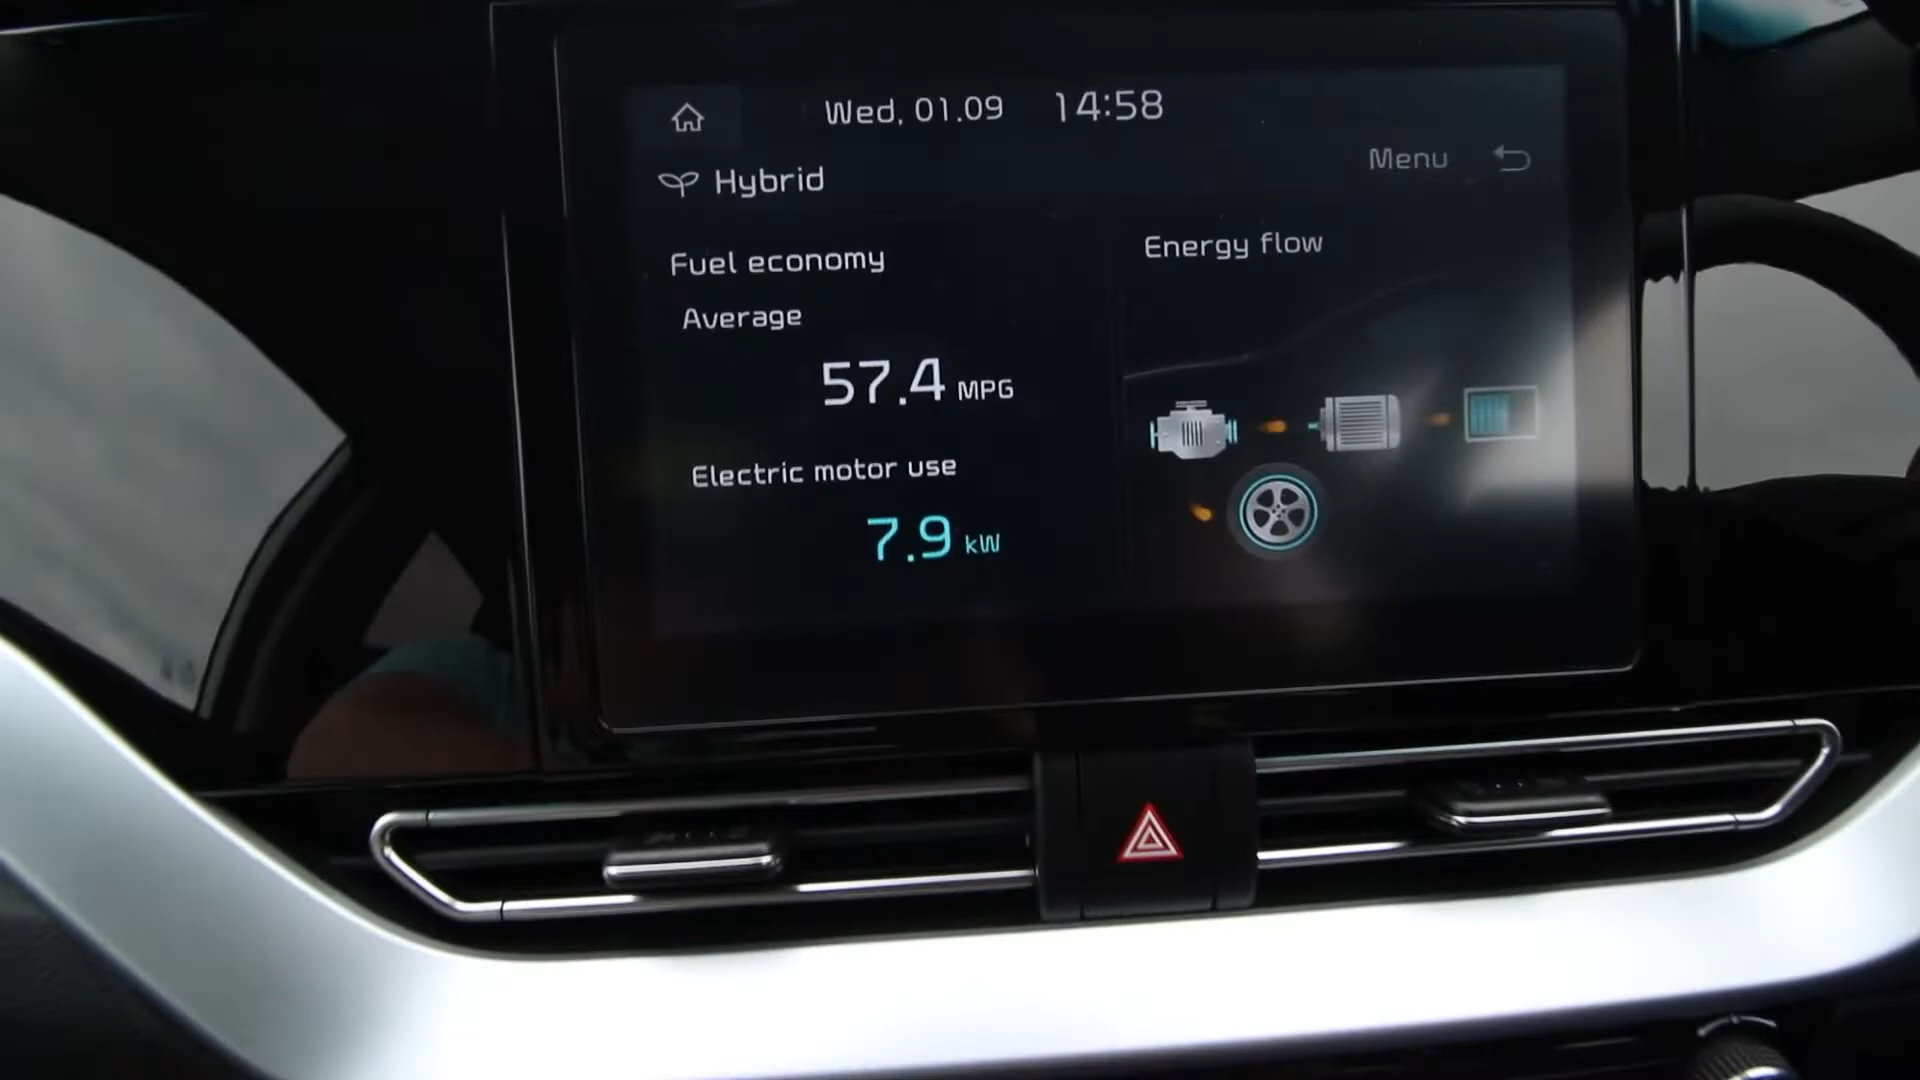 Wed, 01.09 14:58
Menu
Hybrid
Fuel economy
Average
57.4 MPG
Electric motor use
7.9 kW
Energy flow